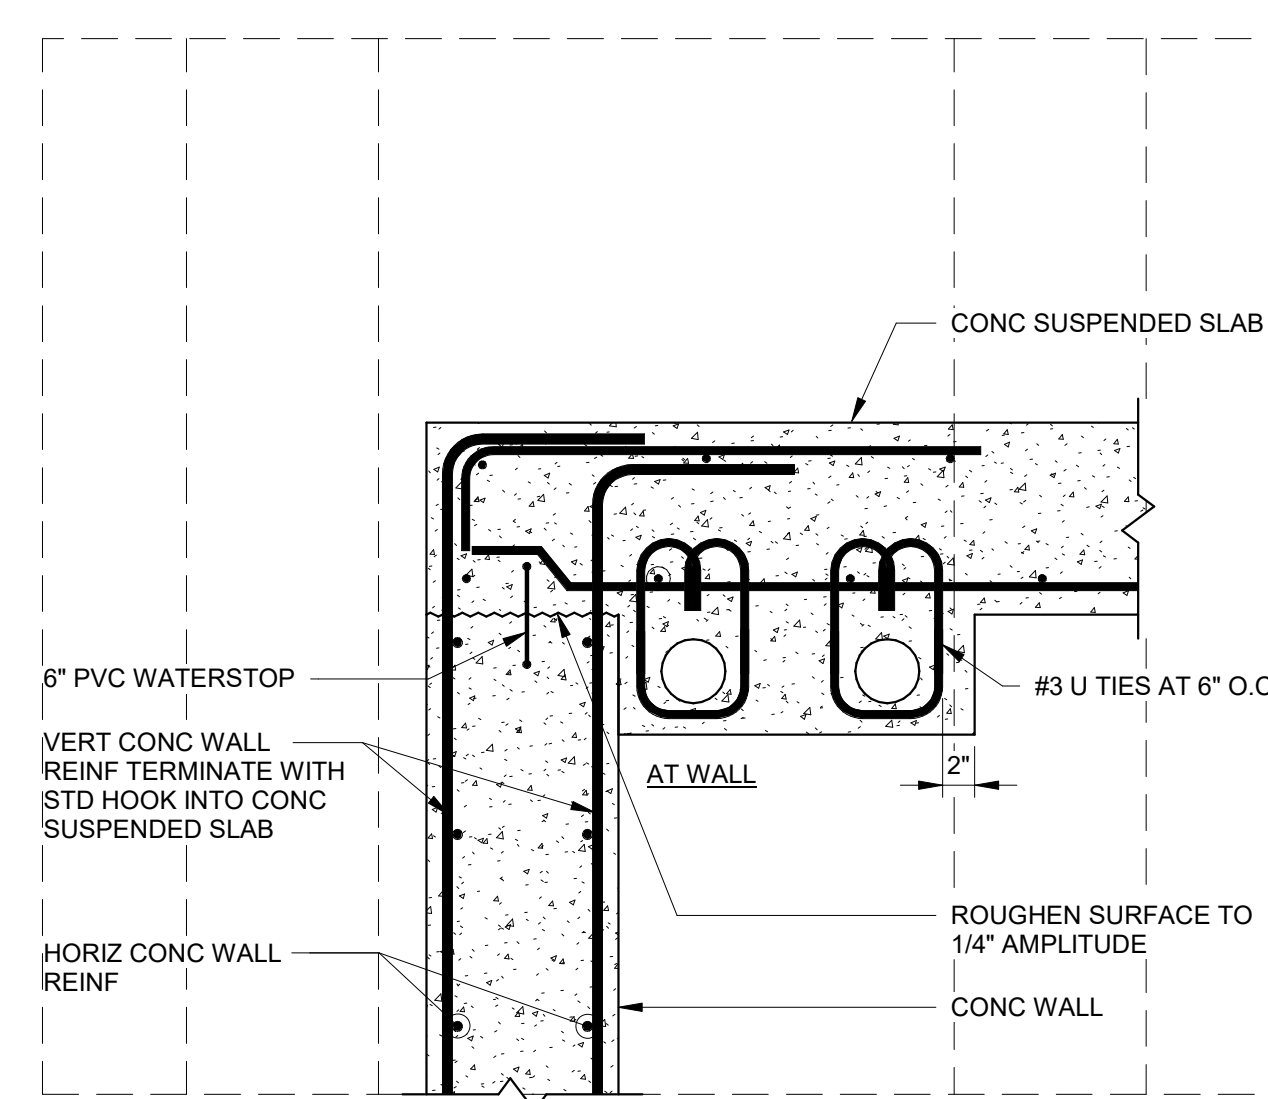 CONC SUSPENDED SLAB
6" PVC WATERSTOP
#3 U TIES AT 6" O.C
VERT CONC WALL
REINF TERMINATE WITH
STD HOOK INTO CONC
SUSPENDED SLAB
AT WALL
2"
ROUGHEN SURFACE TO
1/4" AMPLITUDE
HORIZ CONC WALL
REINF
CONC WALL